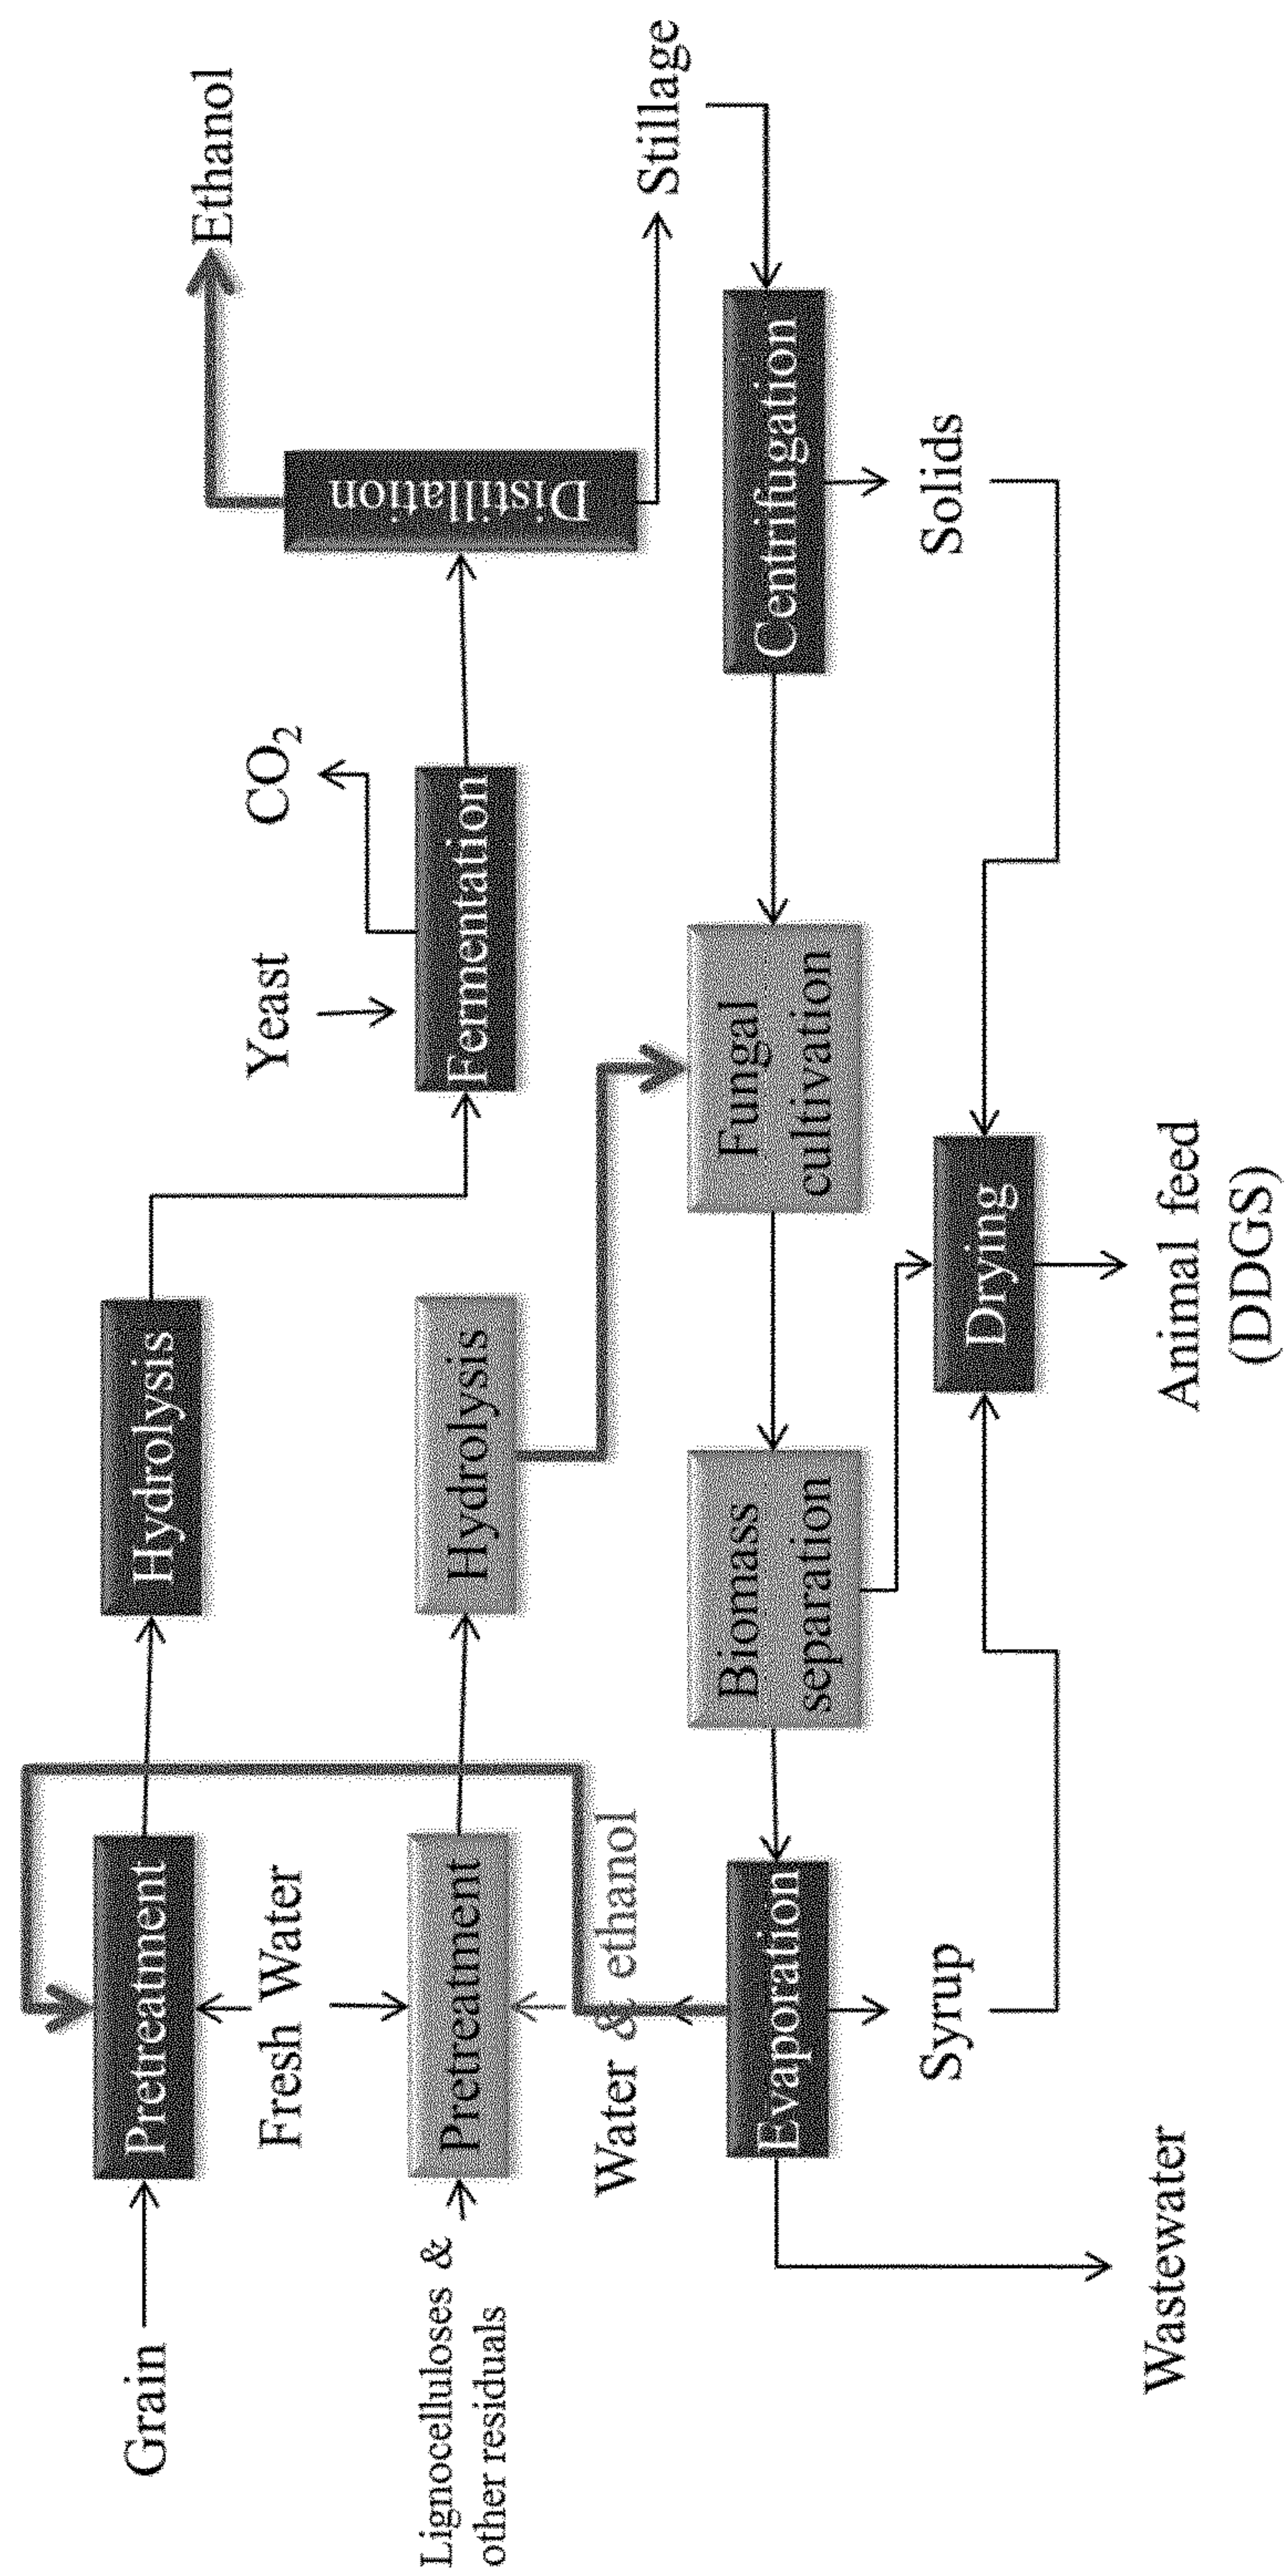 Ethanol
CO₂
Yeast
Hydrolysis
Pretreatment
Grain
Distillation
Fermentation
Fresh Water
Hydrolysis
Pretreatment
Lignocelluloses &
other residuals
Stillage
Water & ethanol
Centrifugation
Fungal
cultivation
Biomass
separation
Evaporation
Solids
Drying
Syrup
Animal feed
(DDGS)
Wastewater